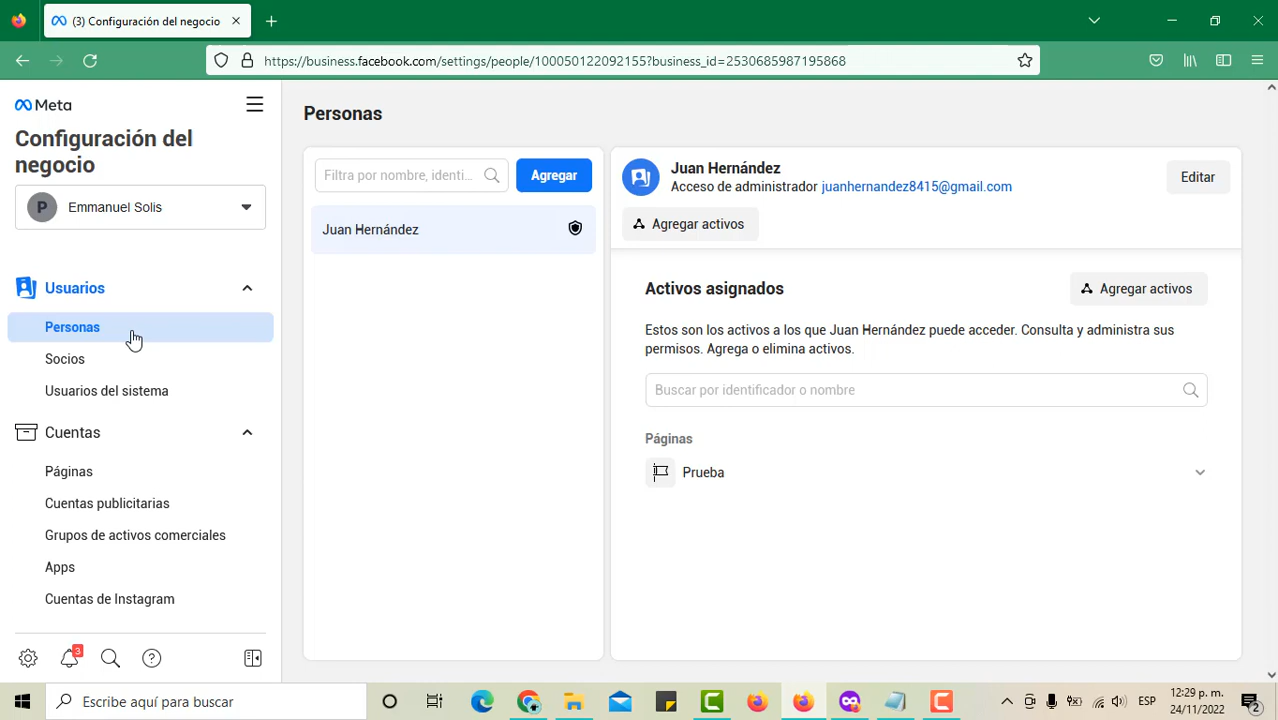 (3) Configuración del negocio
https://business.facebook.com/settings/people/100050122092155?business_id=2530685987195868
Meta
Configuración del
negocio
P
Emmanuel Solis
Usuarios
Personas
Socios
Usuarios del sistema
Cuentas
Páginas
Cuentas publicitarias
Grupos de activos comerciales
Apps
Cuentas de Instagram
3
Personas
Filtra por nombre, identi...
Agregar
Juan Hernández
Juan Hernández
Acceso de administrador juanhernandez8415@gmail.com
Editar
Agregar activos
Activos asignados
Agregar activos
Estos son los activos a los que Juan Hernández puede acceder. Consulta y administra sus
permisos. Agrega o elimina activos.
Buscar por identificador o nombre
Páginas
Prueba
Escribe aquí para buscar
ESP
12:29 p. m.
24/11/2022
2